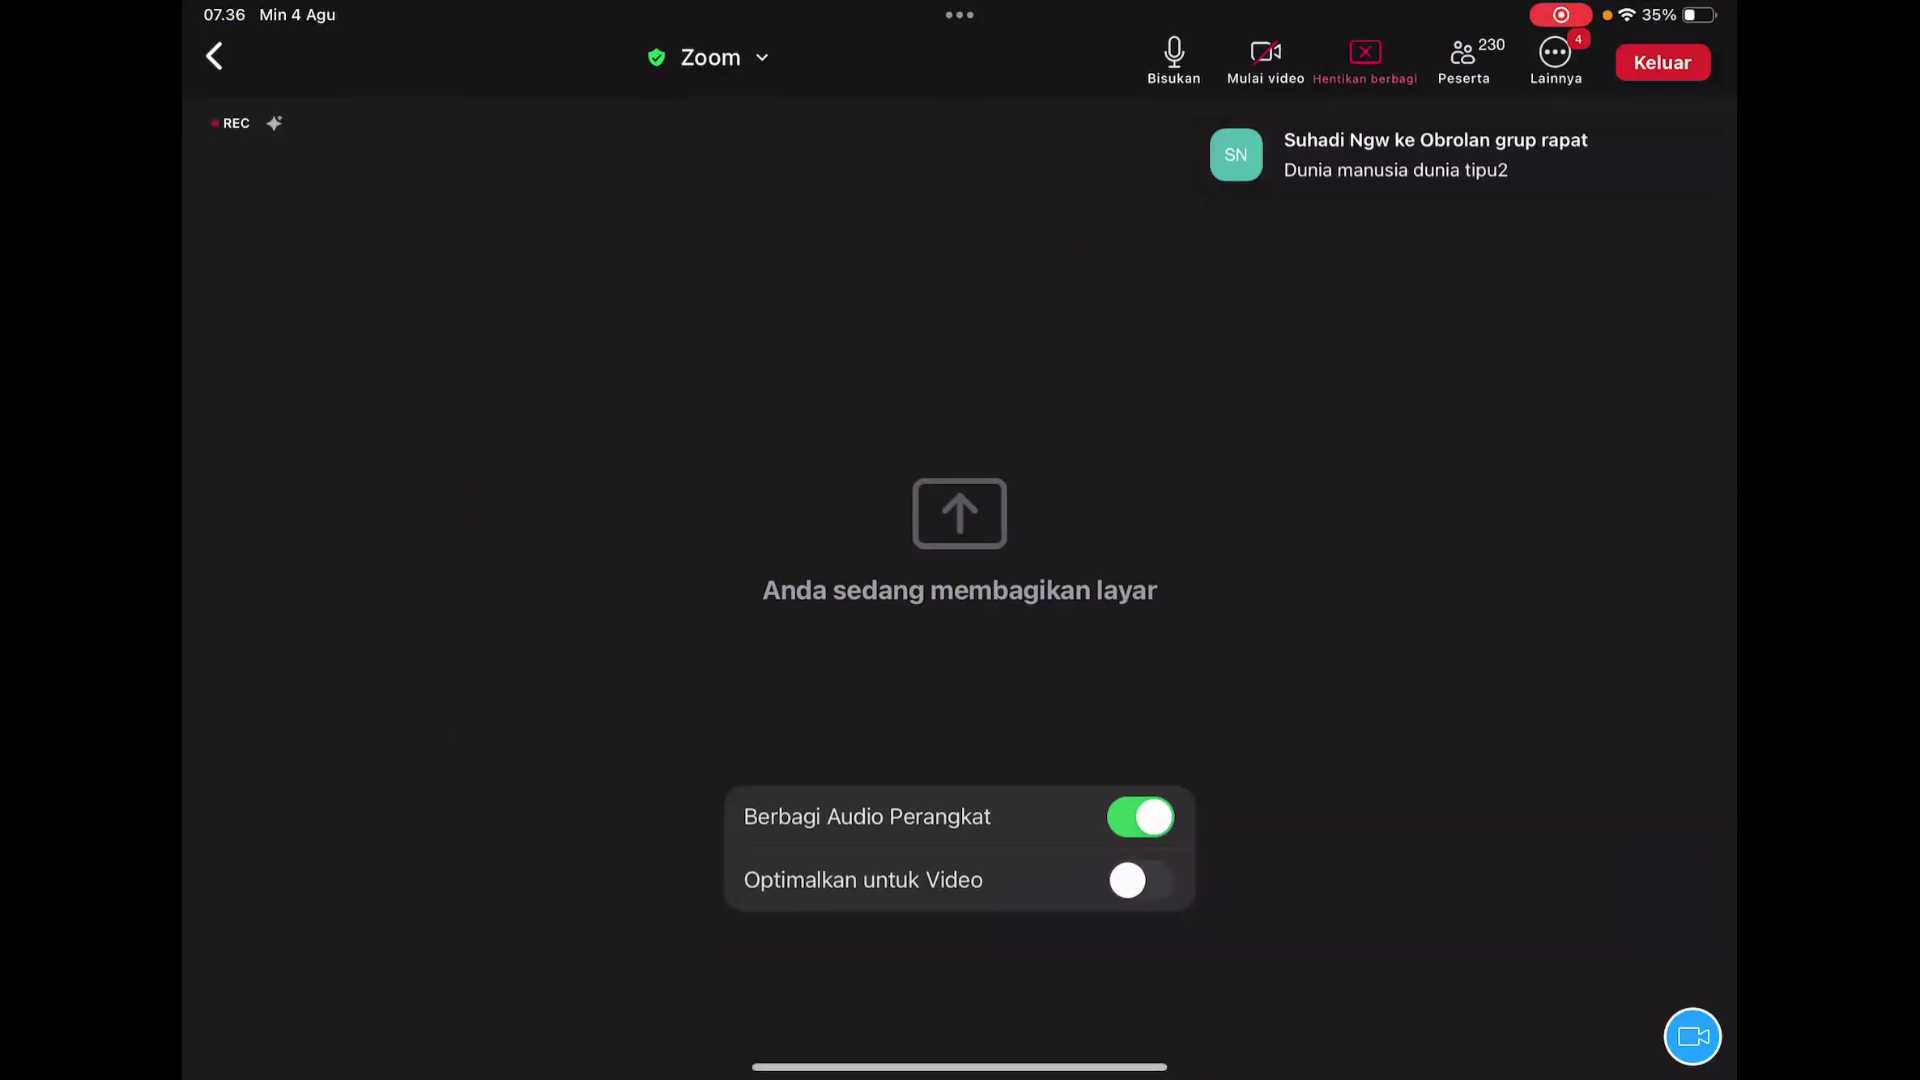 07.36 Min 4 Agu
35%
Zoom
Bisukan
Mulai video
Hentikan berbagi
230
Peserta
4
Lainnya
Keluar
REC
SN
Suhadi Ngw ke Obrolan grup rapat
Dunia manusia dunia tipu2
Anda sedang membagikan layar
Berbagi Audio Perangkat
Optimalkan untuk Video